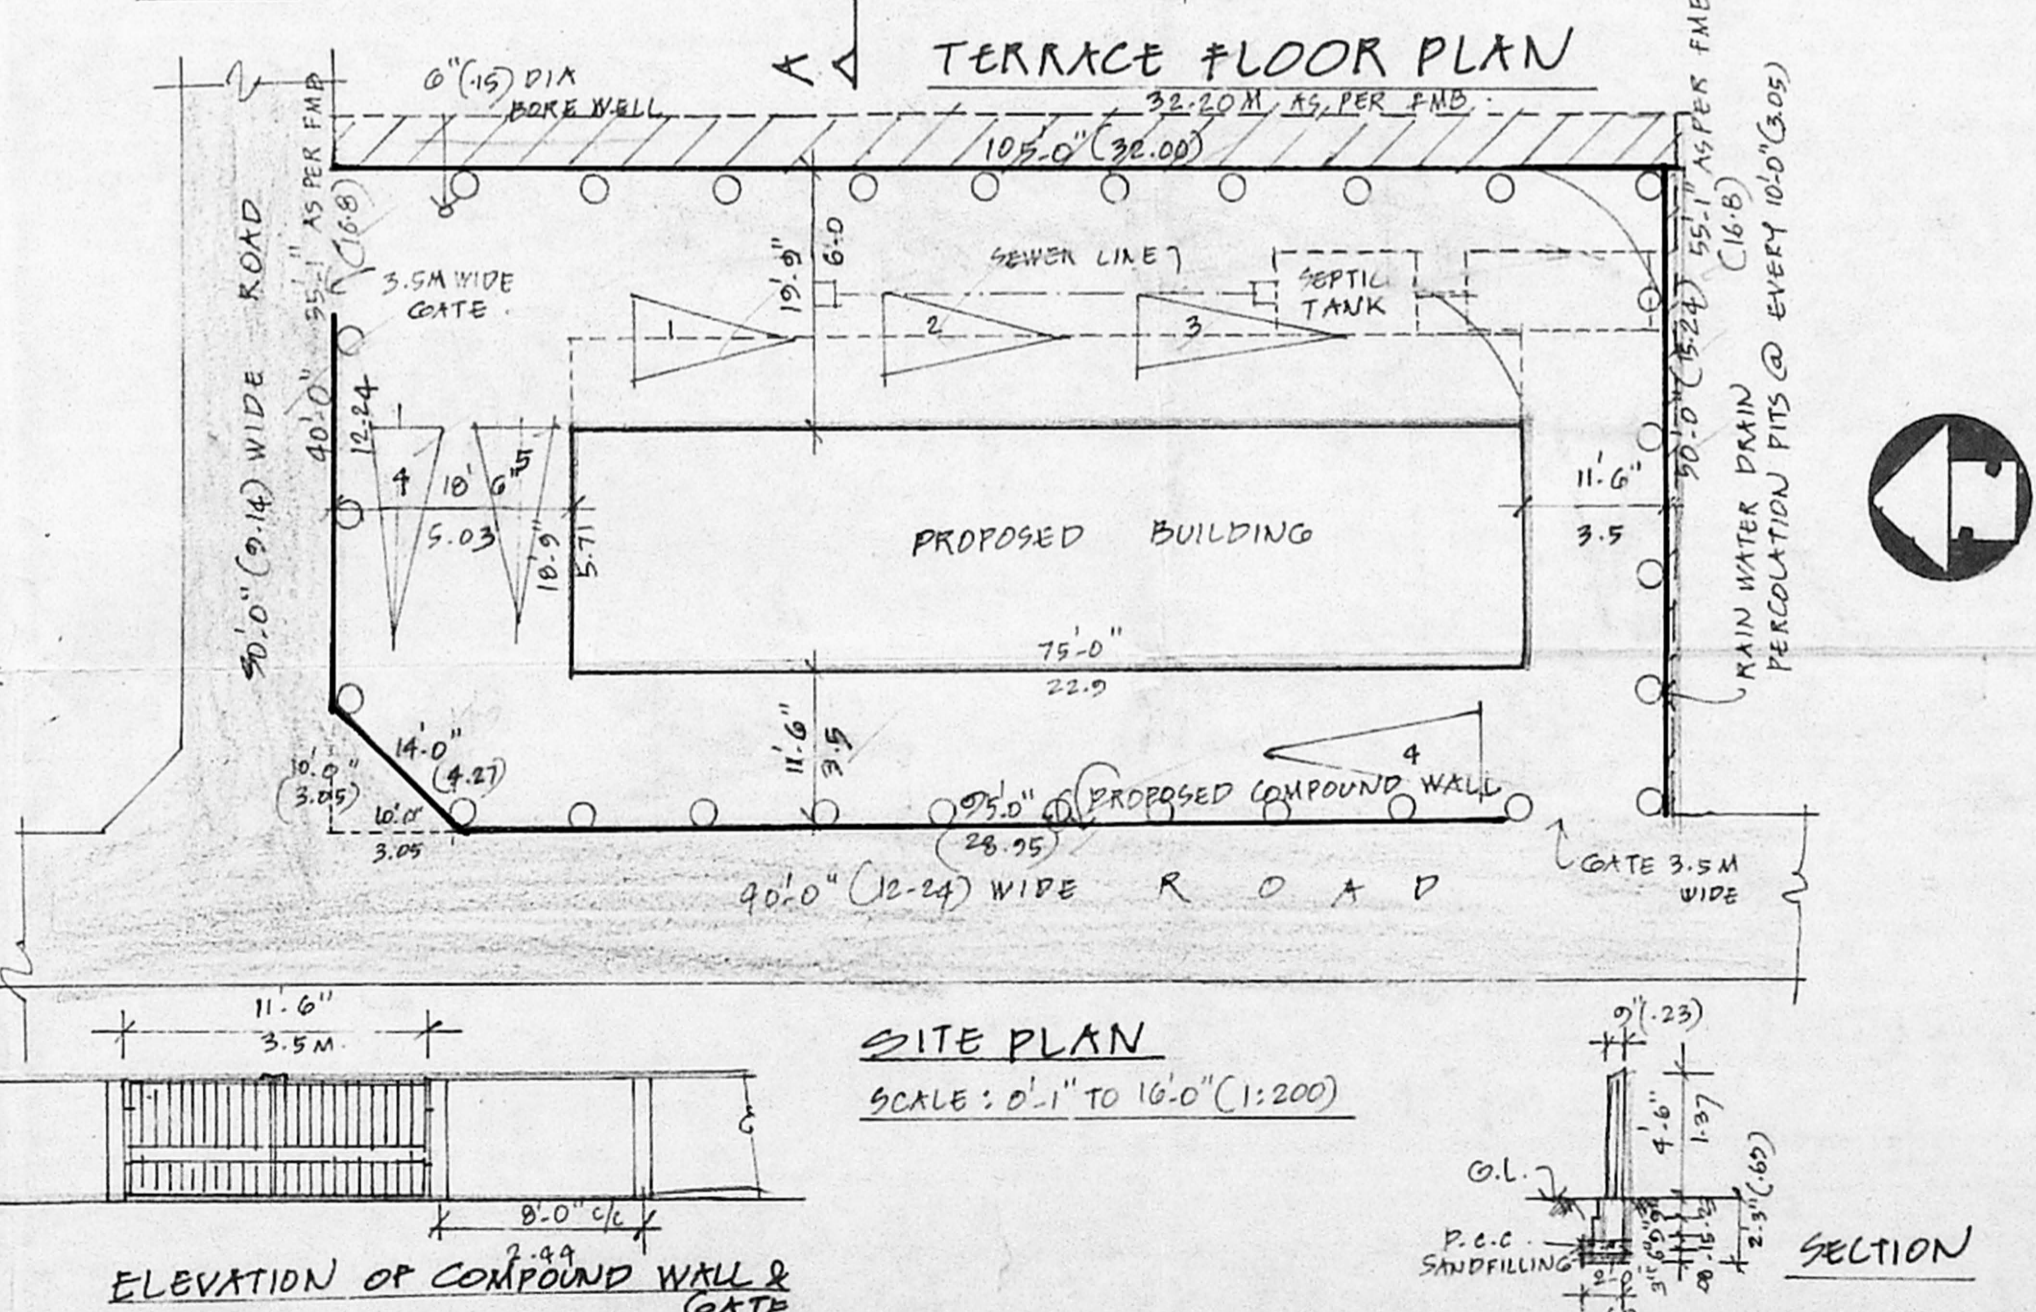 TERRACE FLOOR PLAN
A
6"(.15) DIA
BORE WELL
32.20M AS PER FMB.
105'-0" (32.00)
55'-1" AS PER FMB
(16.8)
3.5M WIDE
GATE.
19'-9"
6-0
SEWER LINE
SEPTIC
TANK
1
2
3
40'-0"
12-24
4
18' 6"
5
5.03
18'-9"
5.71
PROPOSED BUILDING
11'-6"
3.5
75'-0"
22.9
30'-0" (9-14) WIDE ROAD
55'-1" AS PER FMB
(16.8)
50'-0" (15.24)
RAIN WATER DRAIN
PERCOLATION PITS @ EVERY 10'-0" (3.05)
14'-0"
(4.27)
10'-0"
(3.05)
10'-0"
3.05
11'-6"
3.5
4
95'-0"
(28.95)
PROPOSED COMPOUND WALL
40'-0" (12-24) WIDE ROAD
GATE 3.5M
WIDE
SITE PLAN
SCALE: 0'-1" TO 16'-0" (1:200)
11'-6"
3.5M.
8'-0" c/c
2.44
ELEVATION OF COMPOUND WALL &
GATE
9"(.23)
4'-6"
1.37
G.L.
2'-3"(.69)
P.C.C.
SANDFILLING
2'-0
SECTION